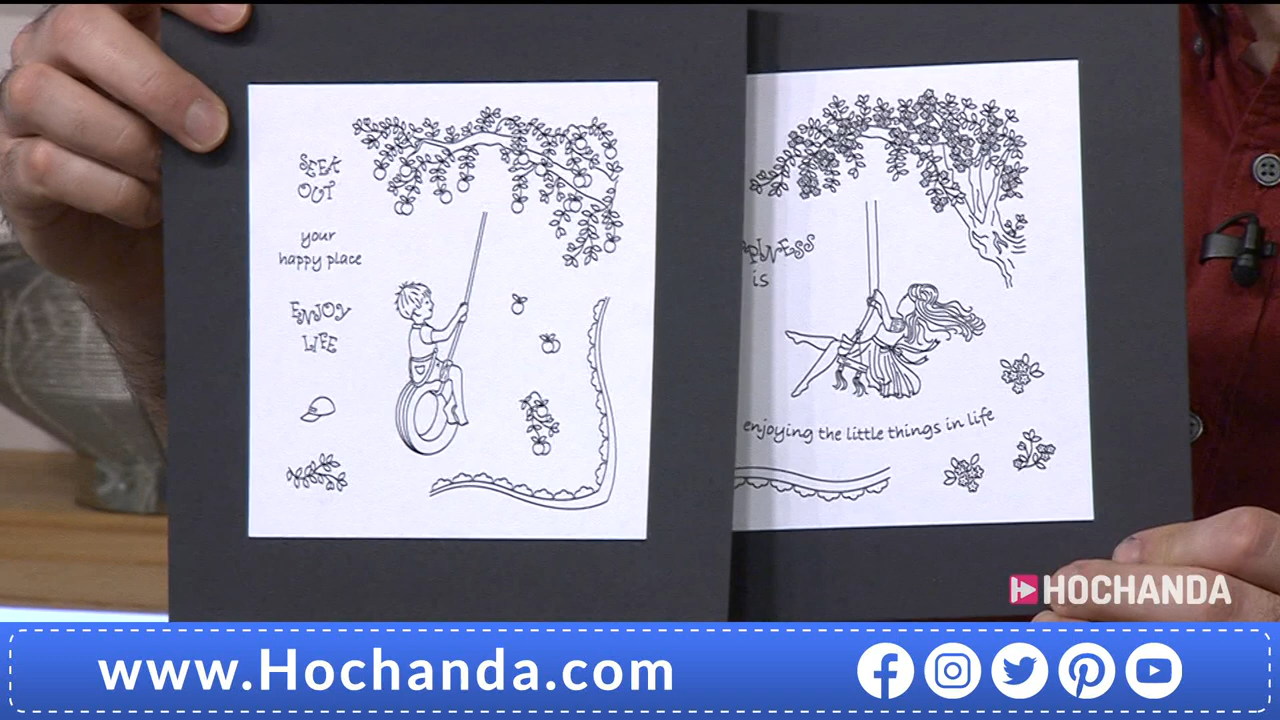 SEEK
OUT
your
happy place
ENJOY
LIFE
is
enjoying the little things in life
HOCHANDA
www.Hochanda.com